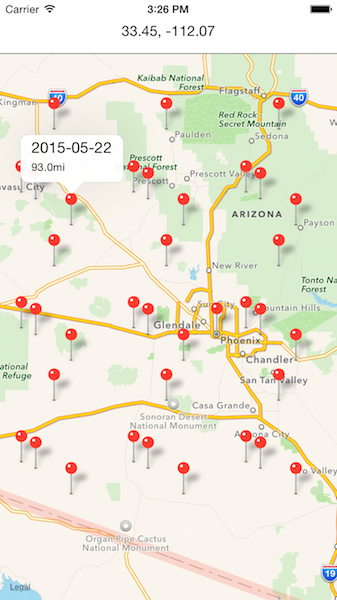 Carrier
3:26 PM
33.45, -112.07
Kaibab National
Forest
Flagstaff
Kingman
40
40
Red Rock
Secret Mountain
Paulden
Sedona
2015-05-22
93.0mi
Prescott
National Forest
Prescott Valley
Prescott
vasu City
ARIZONA
Payson
New River
Tonto Na
Forest
Sun City
ountain Hills
Glendale
Phoenix
National
Refuge
Chandler
San Tan Valley
Casa Grande
Sonoran Desert
National Monument
Arizona City
o Valley
Organ Pipe Cactus
National Monument
19
Legal